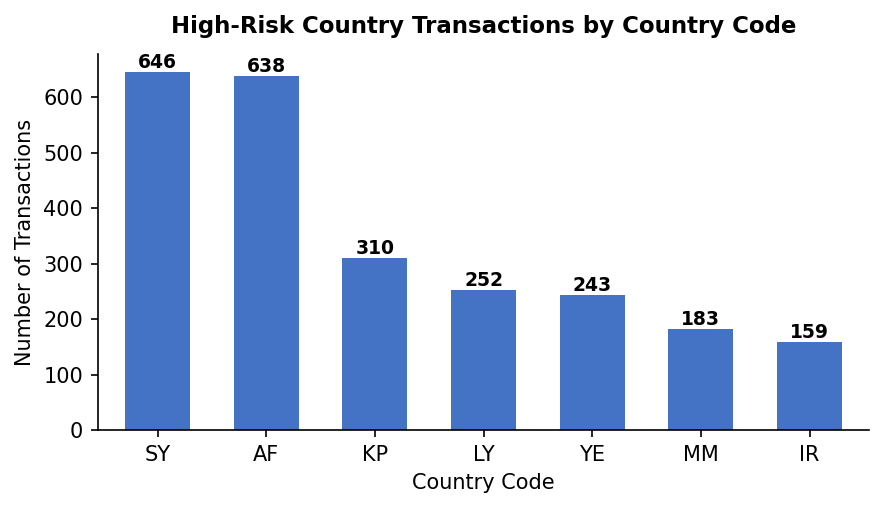 High-Risk Country Transactions by Country Code
Number of Transactions
600
500
400
300
200
100
0
646
638
310
252
243
183
159
SY
AF
KP
LY
YE
MM
IR
Country Code